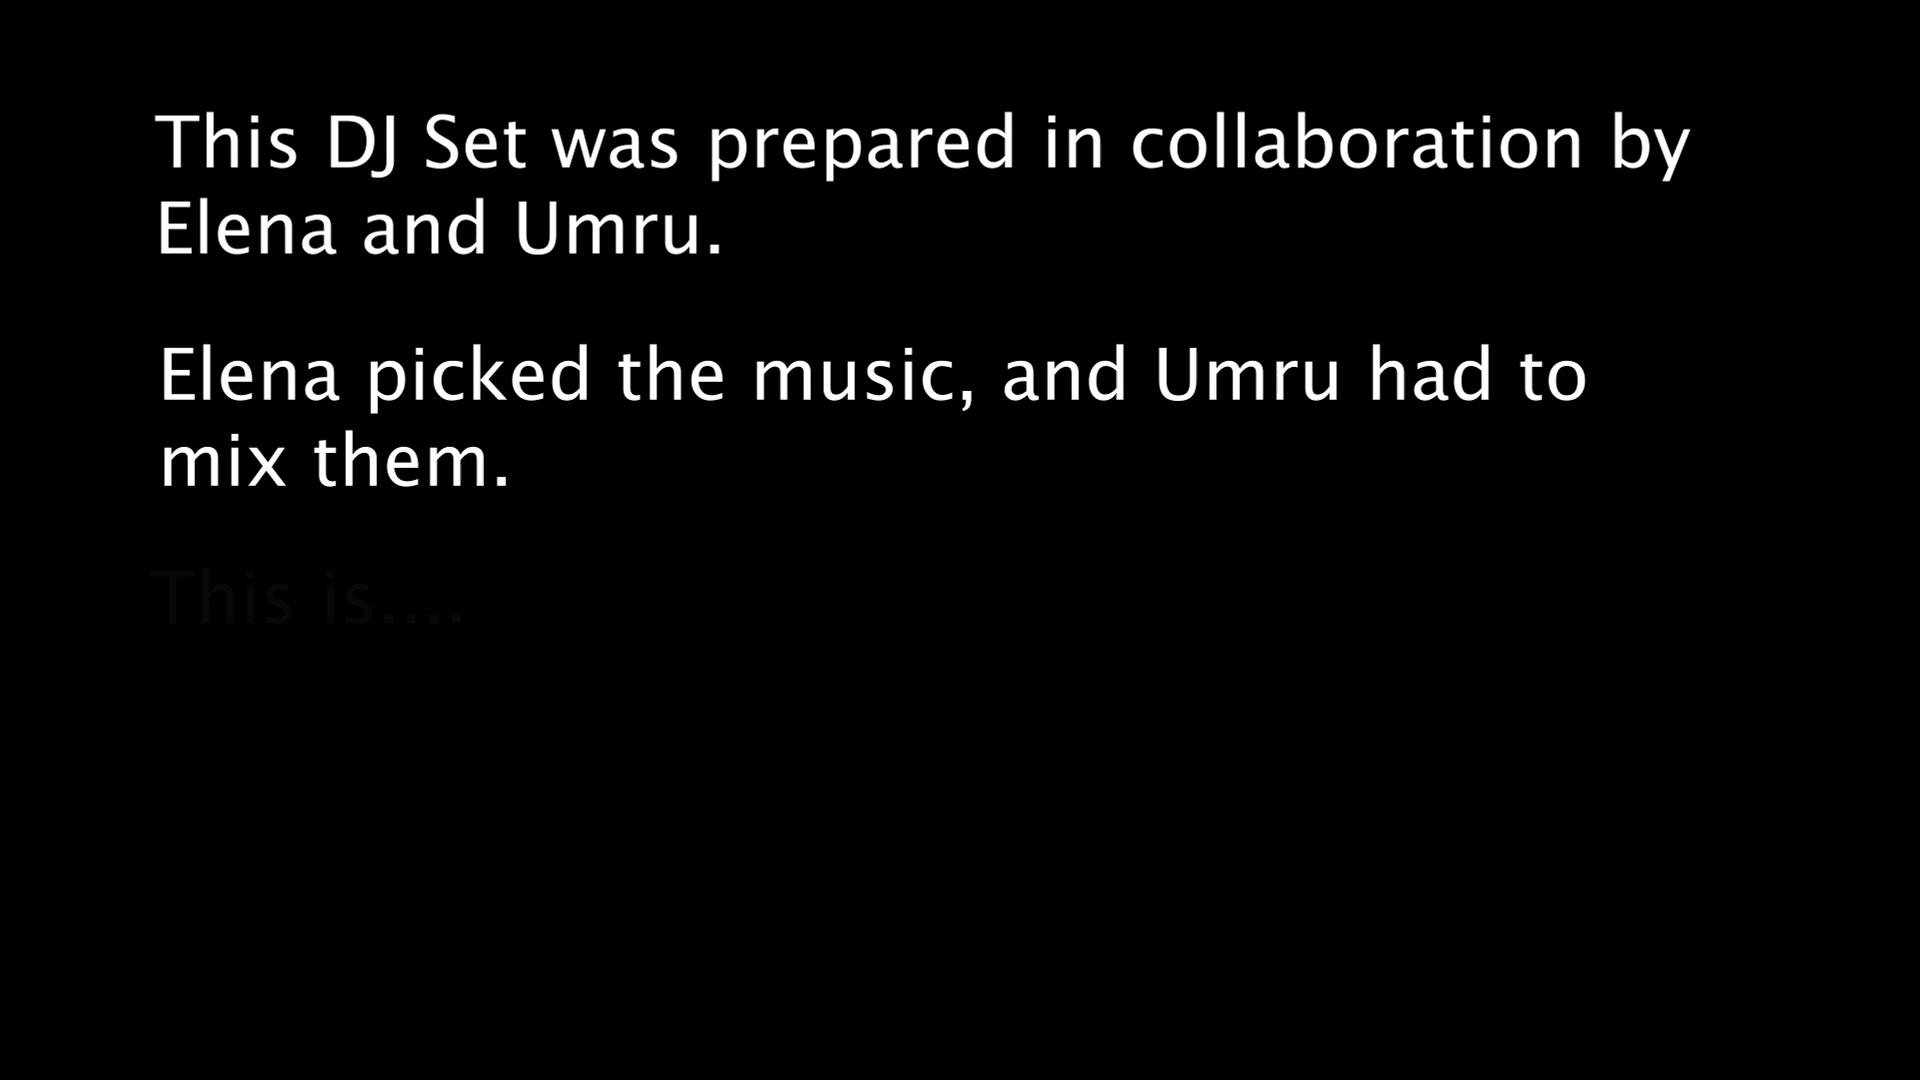 This DJ Set was prepared in collaboration by
Elena and Umru.
Elena picked the music, and Umru had to
mix them.
This is....